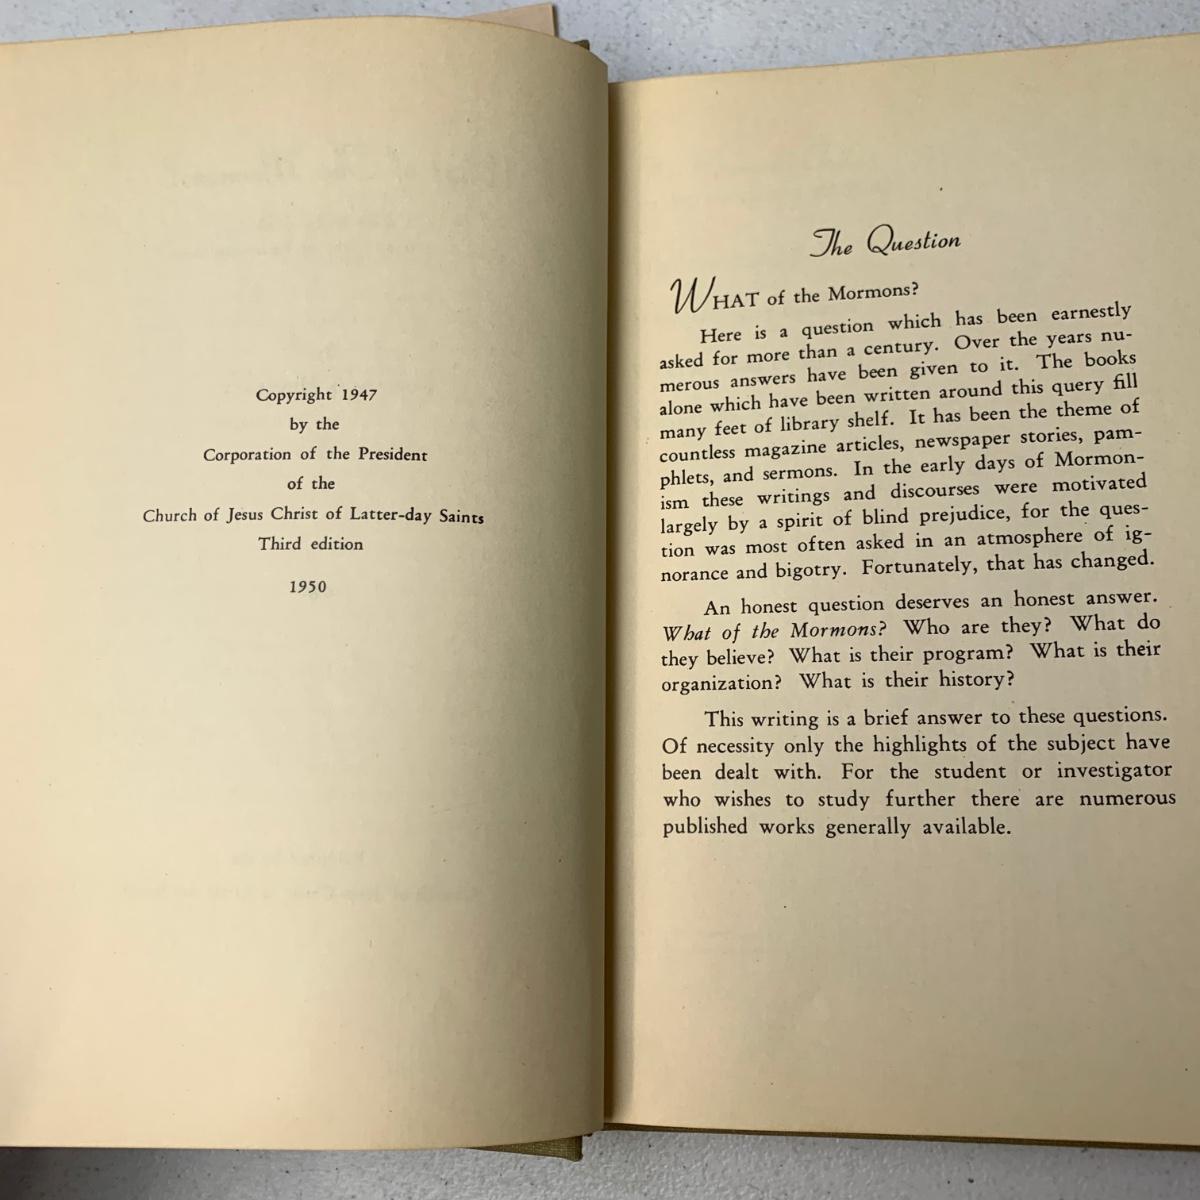 Copyright 1947
by the
Corporation of the President
of the
Church of Jesus Christ of Latter-day Saints
Third edition
1950
The Question
WHAT of the Mormons?
Here is a question which has been earnestly
asked for more than a century. Over the years nu-
merous answers have been given to it. The books
alone which have been written around this query fill
many feet of library shelf. It has been the theme of
countless magazine articles, newspaper stories, pam-
phlets, and sermons. In the early days of Mormon-
ism these writings and discourses were motivated
largely by a spirit of blind prejudice, for the ques-
tion was most often asked in an atmosphere of ig-
norance and bigotry. Fortunately, that has changed.
An honest question deserves an honest answer.
What of the Mormons? Who are they? What do
they believe? What is their program? What is their
organization? What is their history?
This writing is a brief answer to these questions.
Of necessity only the highlights of the subject have
been dealt with. For the student or investigator
who wishes to study further there are numerous
published works generally available.